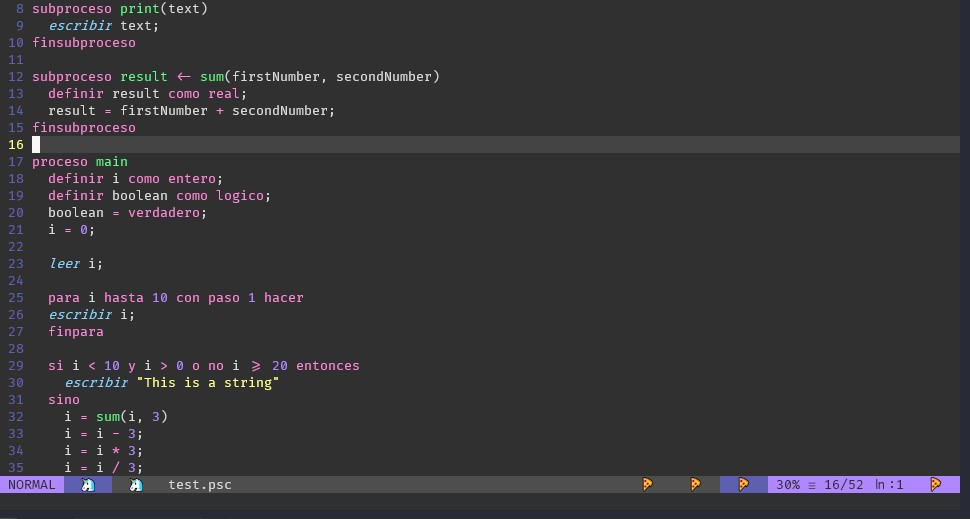 8 subproceso print(text)
9   escribir text;
10 finsubproceso
11
12 subproceso result ← sum(firstNumber, secondNumber)
13   definir result como real;
14   result = firstNumber + secondNumber;
15 finsubproceso
16
17 proceso main
18   definir i como entero;
19   definir boolean como logico;
20   boolean = verdadero;
21   i = 0;
22
23   leer i;
24
25   para i hasta 10 con paso 1 hacer
26   escribir i;
27   finpara
28
29   si i < 10 y i > 0 o no i ⩾ 20 entonces
30     escribir "This is a string"
31   sino
32     i = sum(i, 3)
33     i = i - 3;
34     i = i * 3;
35     i = i / 3;
NORMAL test.psc 30% ≡ 16/52 ln :1